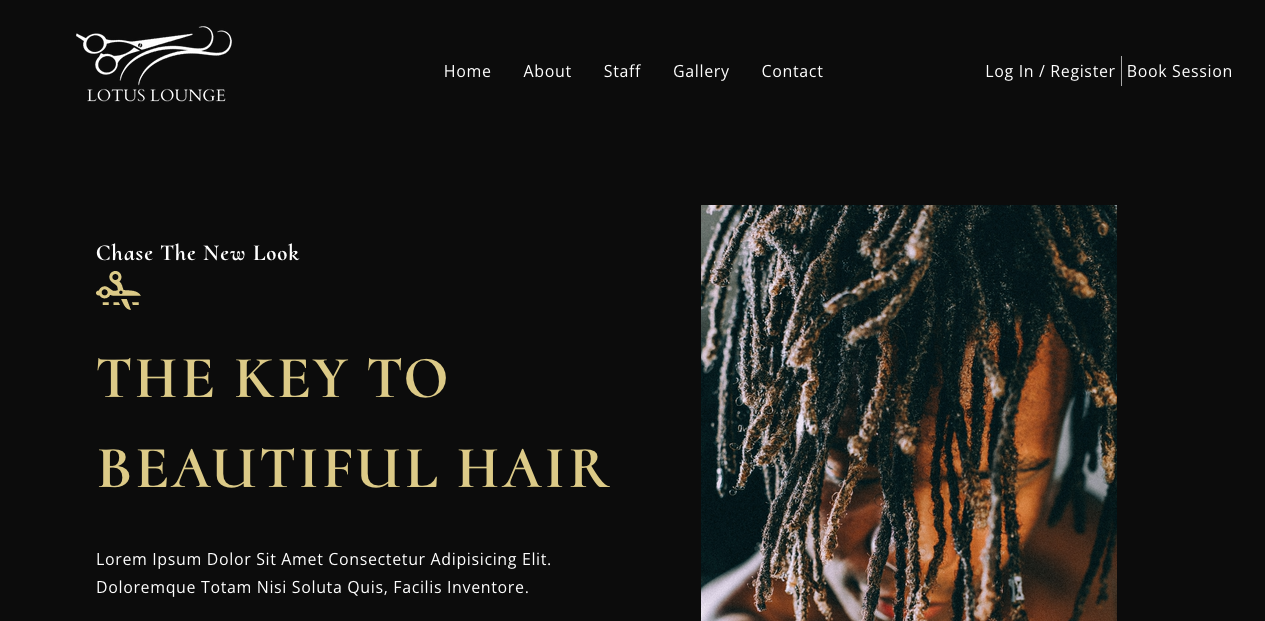 LOTUS LOUNGE
Home About Staff Gallery Contact
Log In / Register Book Session
Chase The New Look
THE KEY TO
BEAUTIFUL HAIR
Lorem Ipsum Dolor Sit Amet Consectetur Adipisicing Elit.
Doloremque Totam Nisi Soluta Quis, Facilis Inventore.